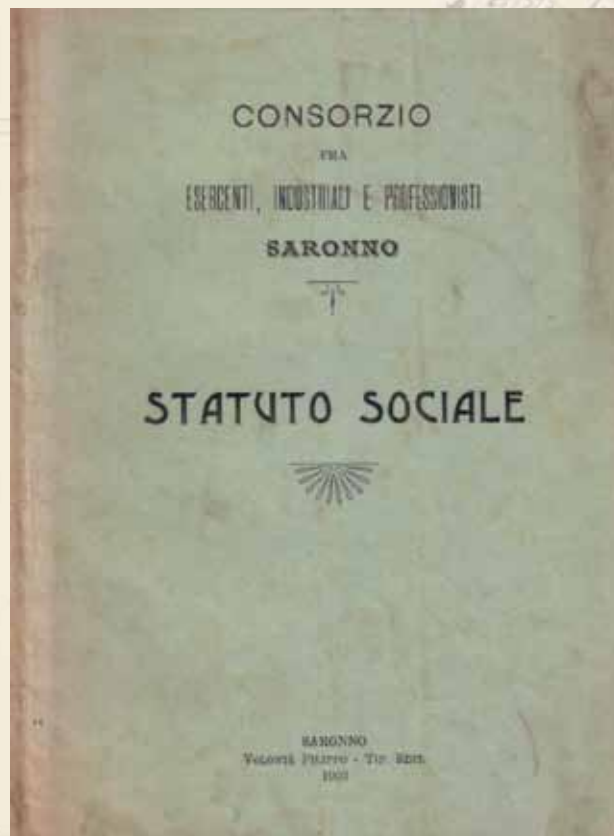 CONSORZIO
FRA
ESERCENTI, INDUSTRIALI E PROFESSIONISTI
SARONNO
STATUTO SOCIALE
SARONNO
VOLONTÈ FILIPPO - TIP. EDIT.